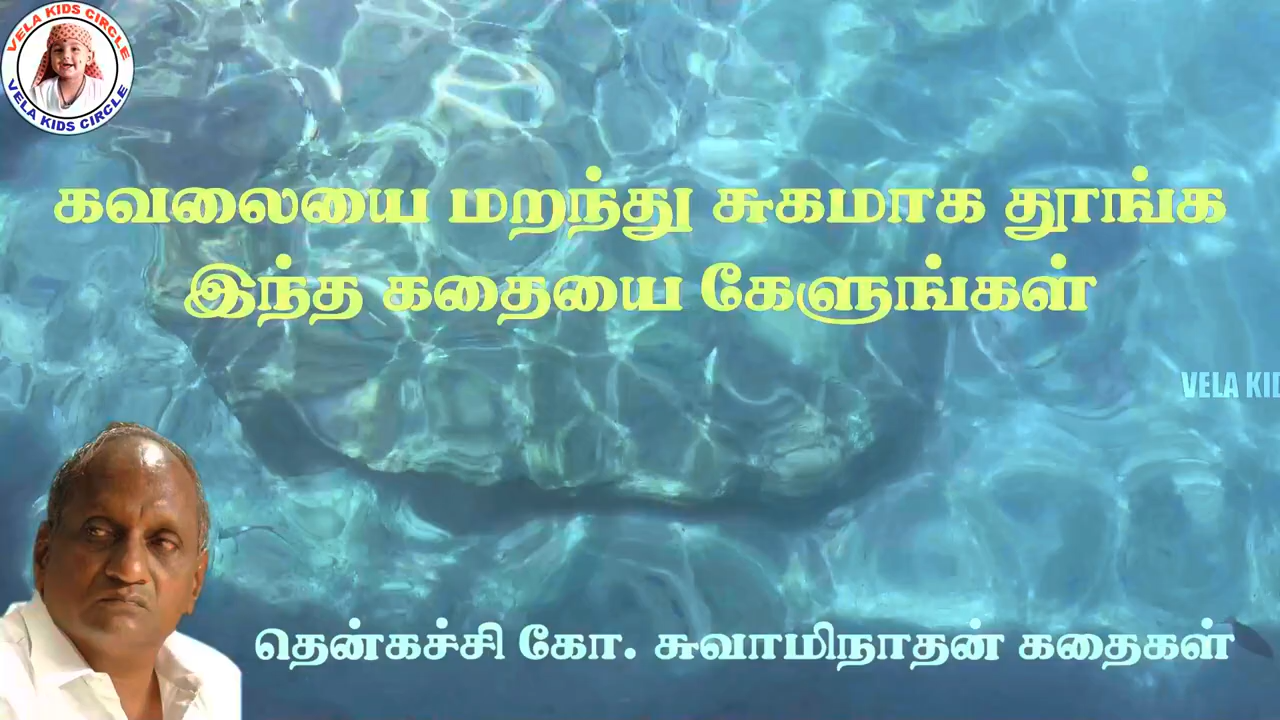 VELA KIDS CIRCLE
VELA KIDS CIRCLE
கவலையை மறந்து சுகமாக தூங்க
இந்த கதையை கேளுங்கள்
VELA KID
தென்கச்சி கோ. சுவாமிநாதன் கதைகள்